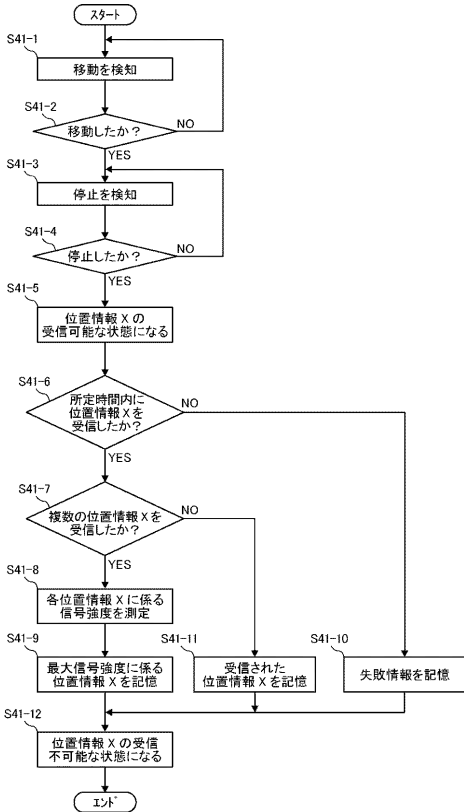 スタート
S41-1
移動を検知
S41-2
移動したか？
NO
YES
S41-3
停止を検知
S41-4
停止したか？
NO
YES
S41-5
位置情報Xの
受信可能な状態になる
S41-6
所定時間内に
位置情報Xを
受信したか？
NO
YES
S41-7
複数の位置情報Xを
受信したか？
NO
YES
S41-8
各位置情報Xに係る
信号強度を測定
S41-9
最大信号強度に係る
位置情報Xを記憶
S41-11
受信された
位置情報Xを記憶
S41-10
失敗情報を記憶
S41-12
位置情報Xの受信
不可能な状態になる
エンド